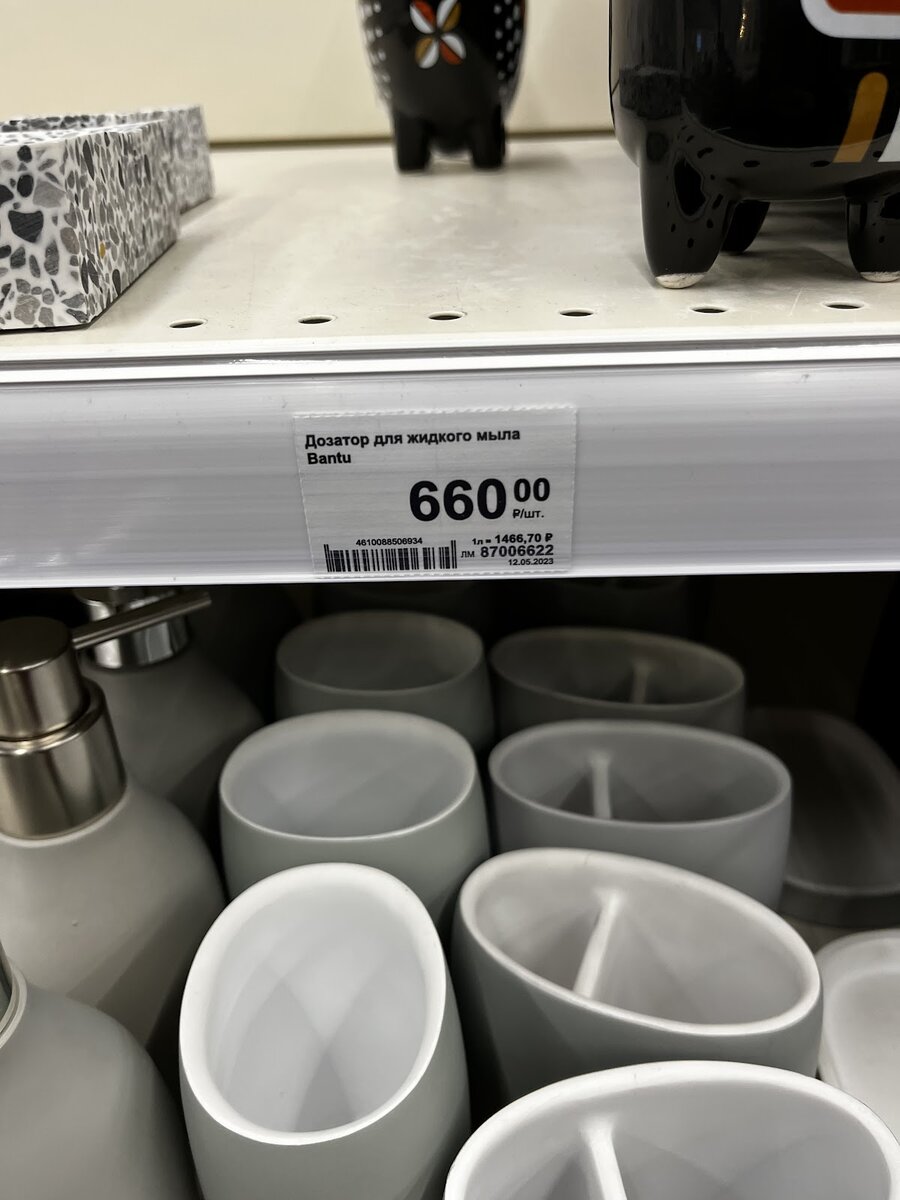 Дозатор для жидкого мыла
Bantu
660 00
₽/шт.
4610088506934
1л = 1466,70 ₽
ЛМ 87006622
12.05.2023